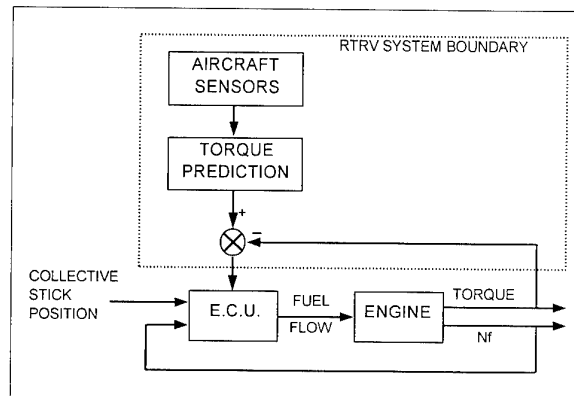 RTRV SYSTEM BOUNDARY
AIRCRAFT
SENSORS
TORQUE
PREDICTION
+
−
COLLECTIVE
STICK
POSITION
E.C.U.
FUEL
FLOW
ENGINE
TORQUE
Nf